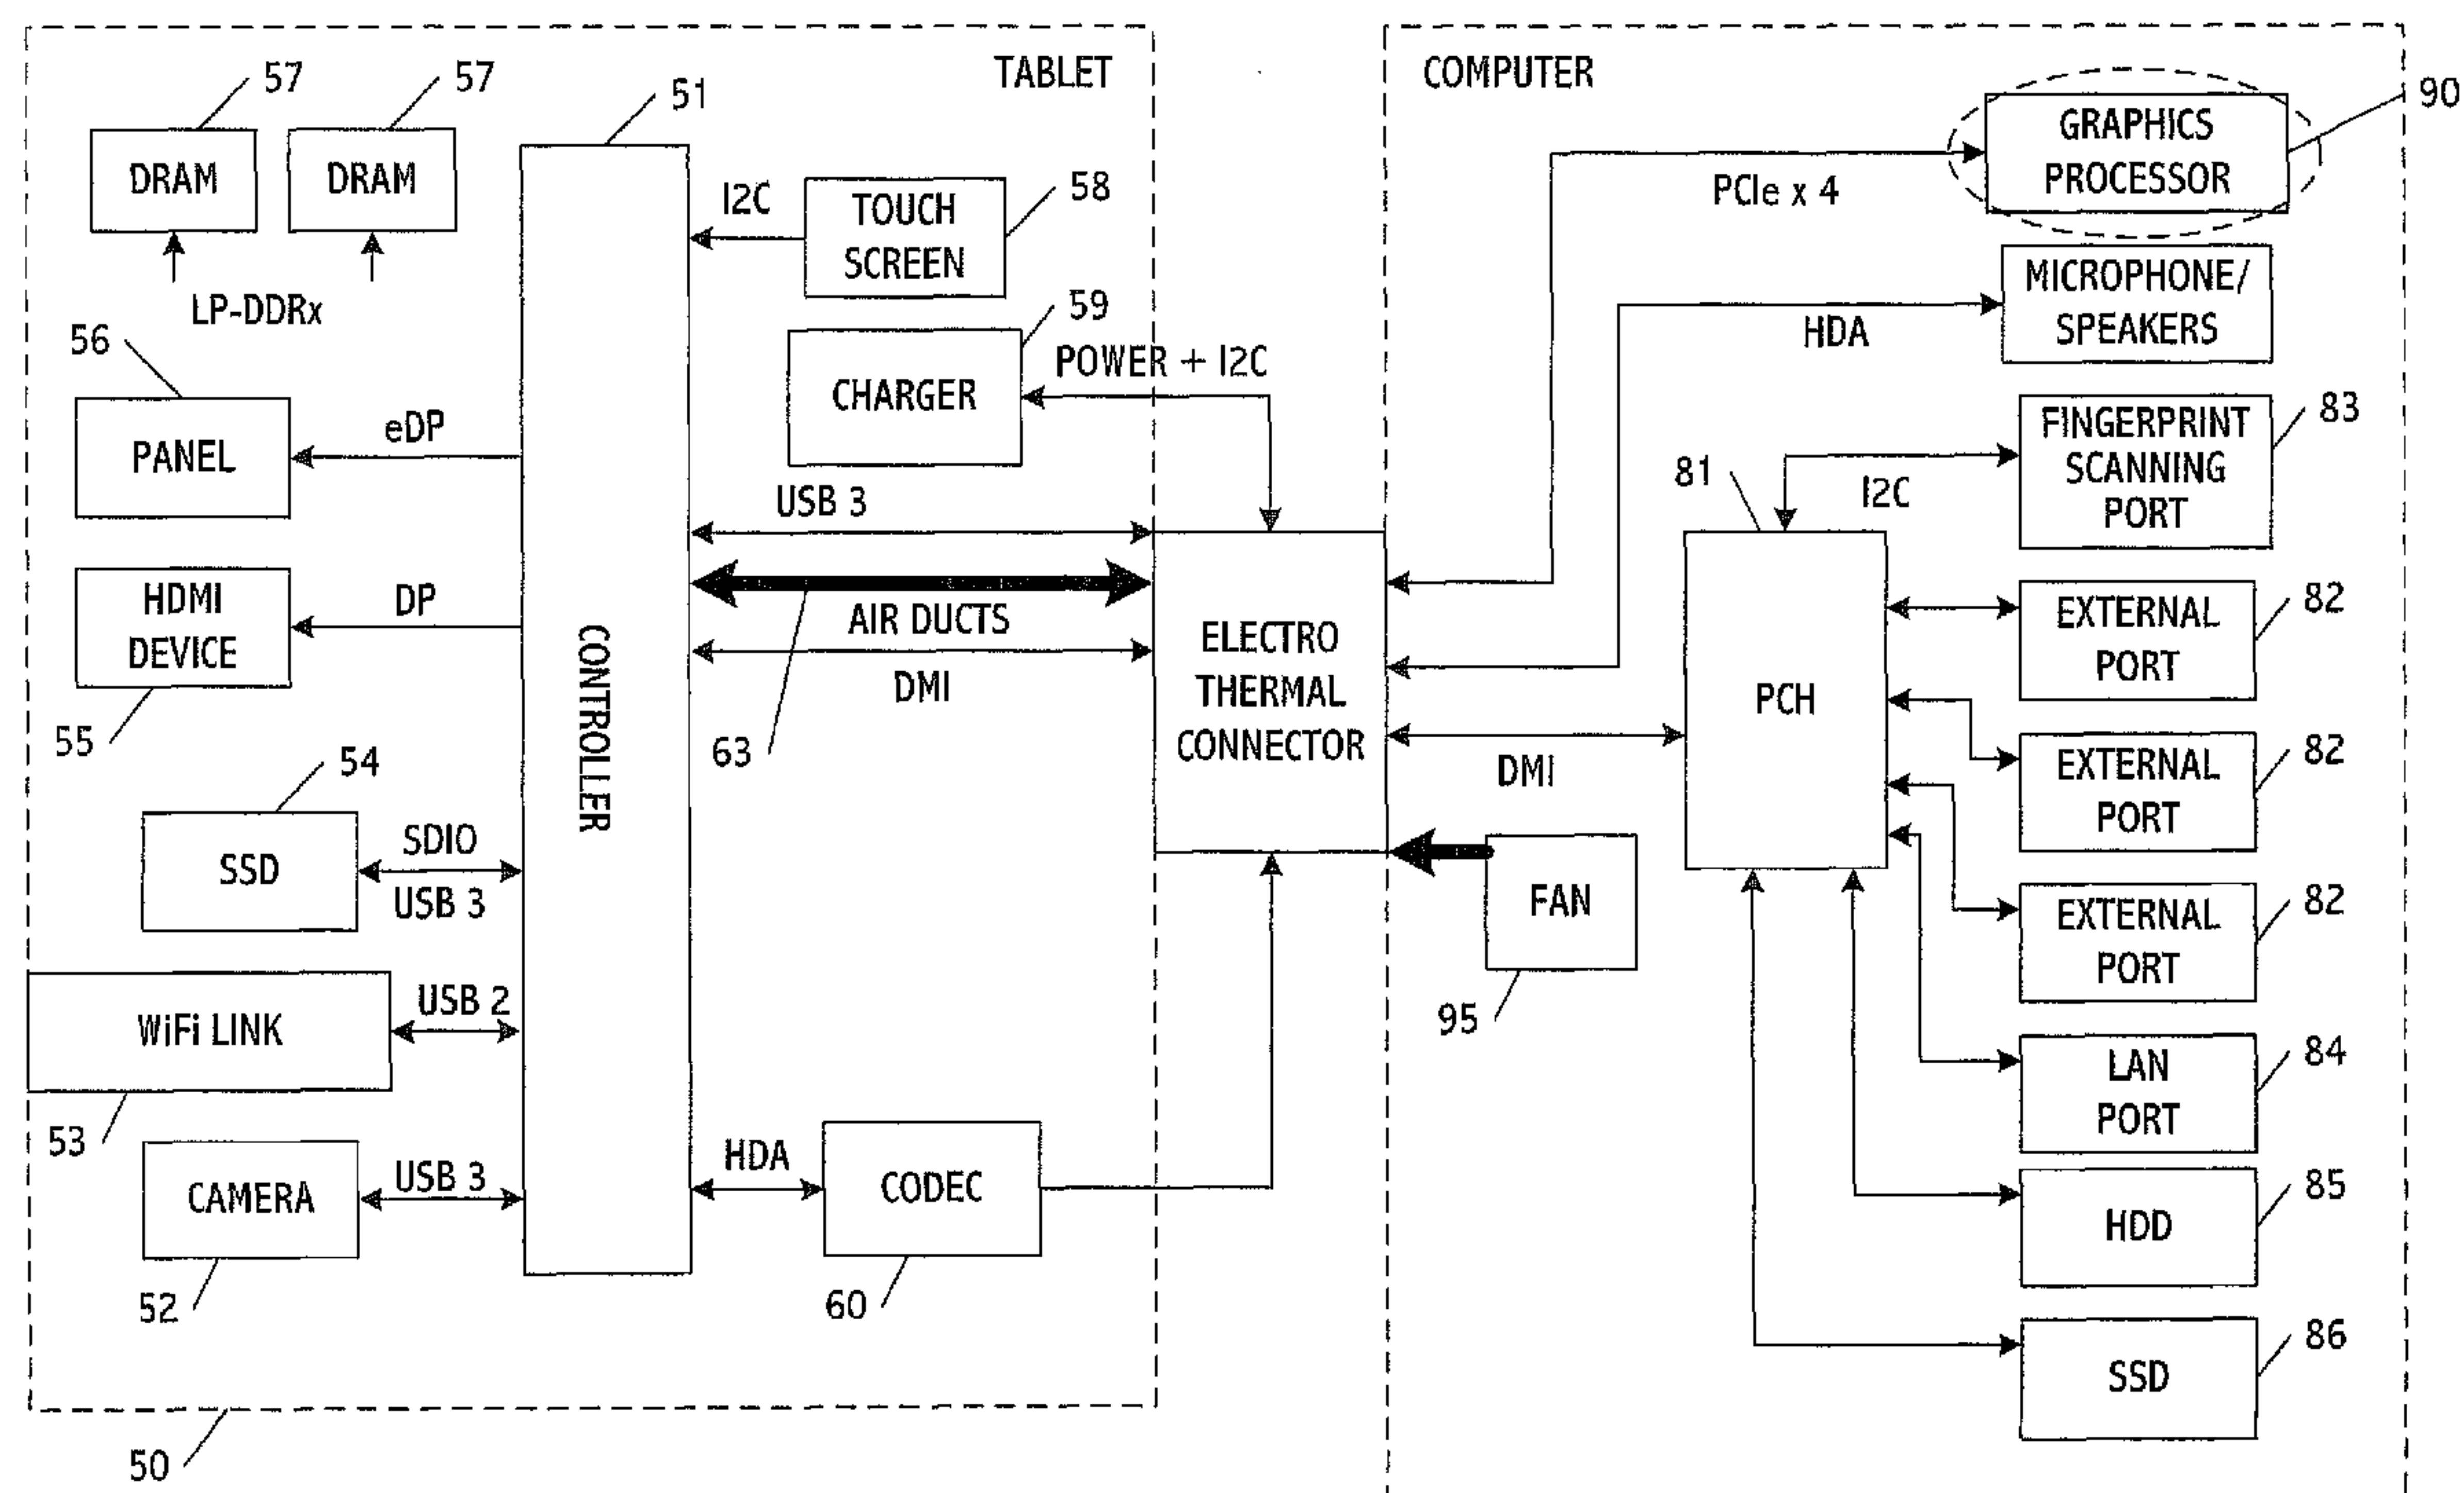 TABLET
57
57
51
DRAM
DRAM
LP-DDRx
I2C
TOUCH
SCREEN
58
59
CHARGER
POWER + I2C
56
PANEL
eDP
USB 3
HDMI
DEVICE
DP
55
AIR DUCTS
DMI
63
CONTROLLER
54
SSD
SDIO
USB 3
WiFi LINK
USB 2
53
CAMERA
USB 3
52
HDA
CODEC
60
50
ELECTRO
THERMAL
CONNECTOR
COMPUTER
GRAPHICS
PROCESSOR
90
PCIe x 4
MICROPHONE/
SPEAKERS
HDA
FINGERPRINT
SCANNING
PORT
83
I2C
81
PCH
DMI
EXTERNAL
PORT
82
EXTERNAL
PORT
82
FAN
95
EXTERNAL
PORT
82
LAN
PORT
84
HDD
85
SSD
86